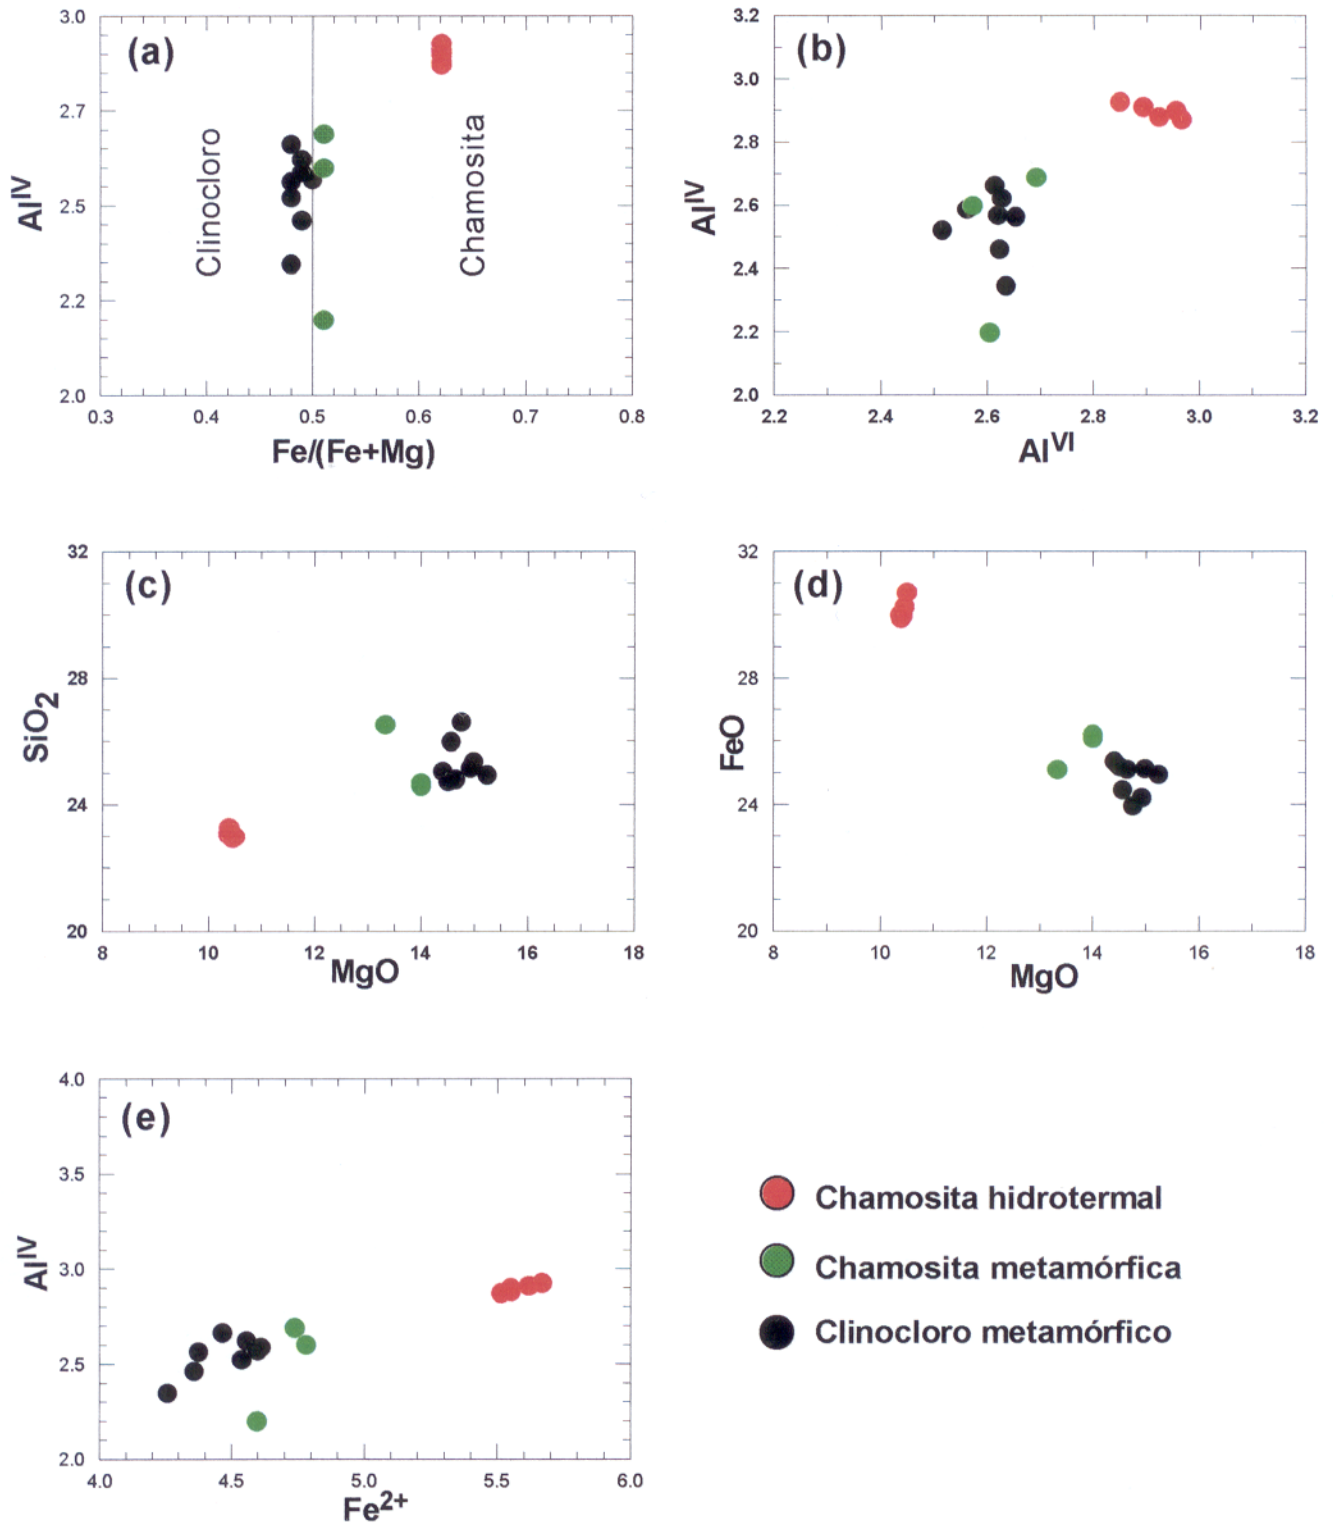 (a)
3.0
2.7
2.5
2.2
2.0
Al^IV
Clinocloro
Chamosita
0.3 0.4 0.5 0.6 0.7 0.8
Fe/(Fe+Mg)
(b)
3.2
3.0
2.8
2.6
2.4
2.2
2.0
Al^IV
2.2 2.4 2.6 2.8 3.0 3.2
Al^VI
(c)
32
28
24
20
SiO2
8 10 12 14 16 18
MgO
(d)
32
28
24
20
FeO
8 10 12 14 16 18
MgO
(e)
4.0
3.5
3.0
2.5
2.0
Al^IV
4.0 4.5 5.0 5.5 6.0
Fe2+
Chamosita hidrotermal
Chamosita metamórfica
Clinocloro metamórfico